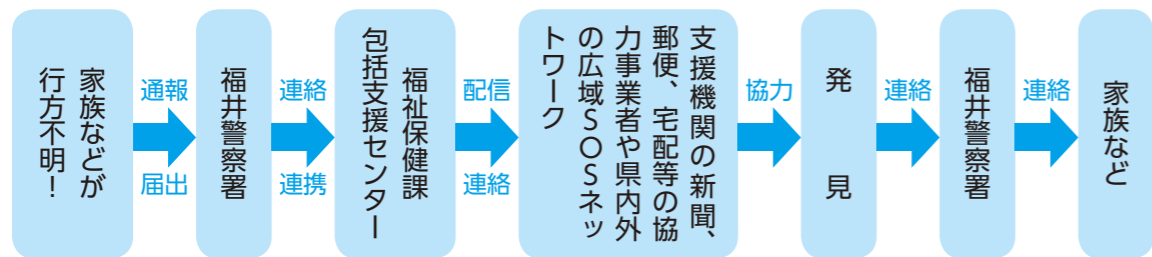 家族などが
行方不明！
通報
届出
福井警察署
連絡
連携
福祉保健課
包括支援センター
配信
連絡
支援機関の新聞、
郵便、宅配等の協
力事業者や県内外
の広域ＳＯＳネッ
トワーク
協力
発見
連絡
福井警察署
連絡
家族など